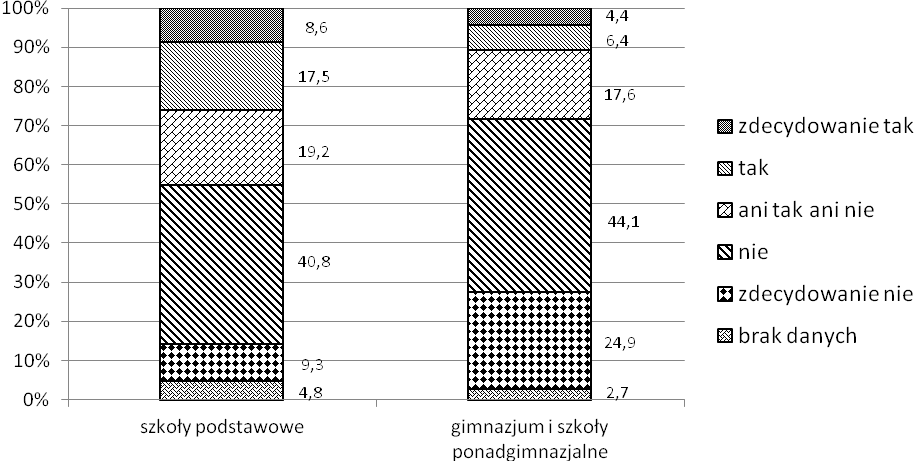 100%
90%
80%
70%
60%
50%
40%
30%
20%
10%
0%
8,6
17,5
19,2
40,8
9,3
4,8
4,4
6,4
17,6
44,1
24,9
2,7
szkoły podstawowe
gimnazjum i szkoły
ponadgimnazjalne
zdecydowanie tak
tak
ani tak ani nie
nie
zdecydowanie nie
brak danych